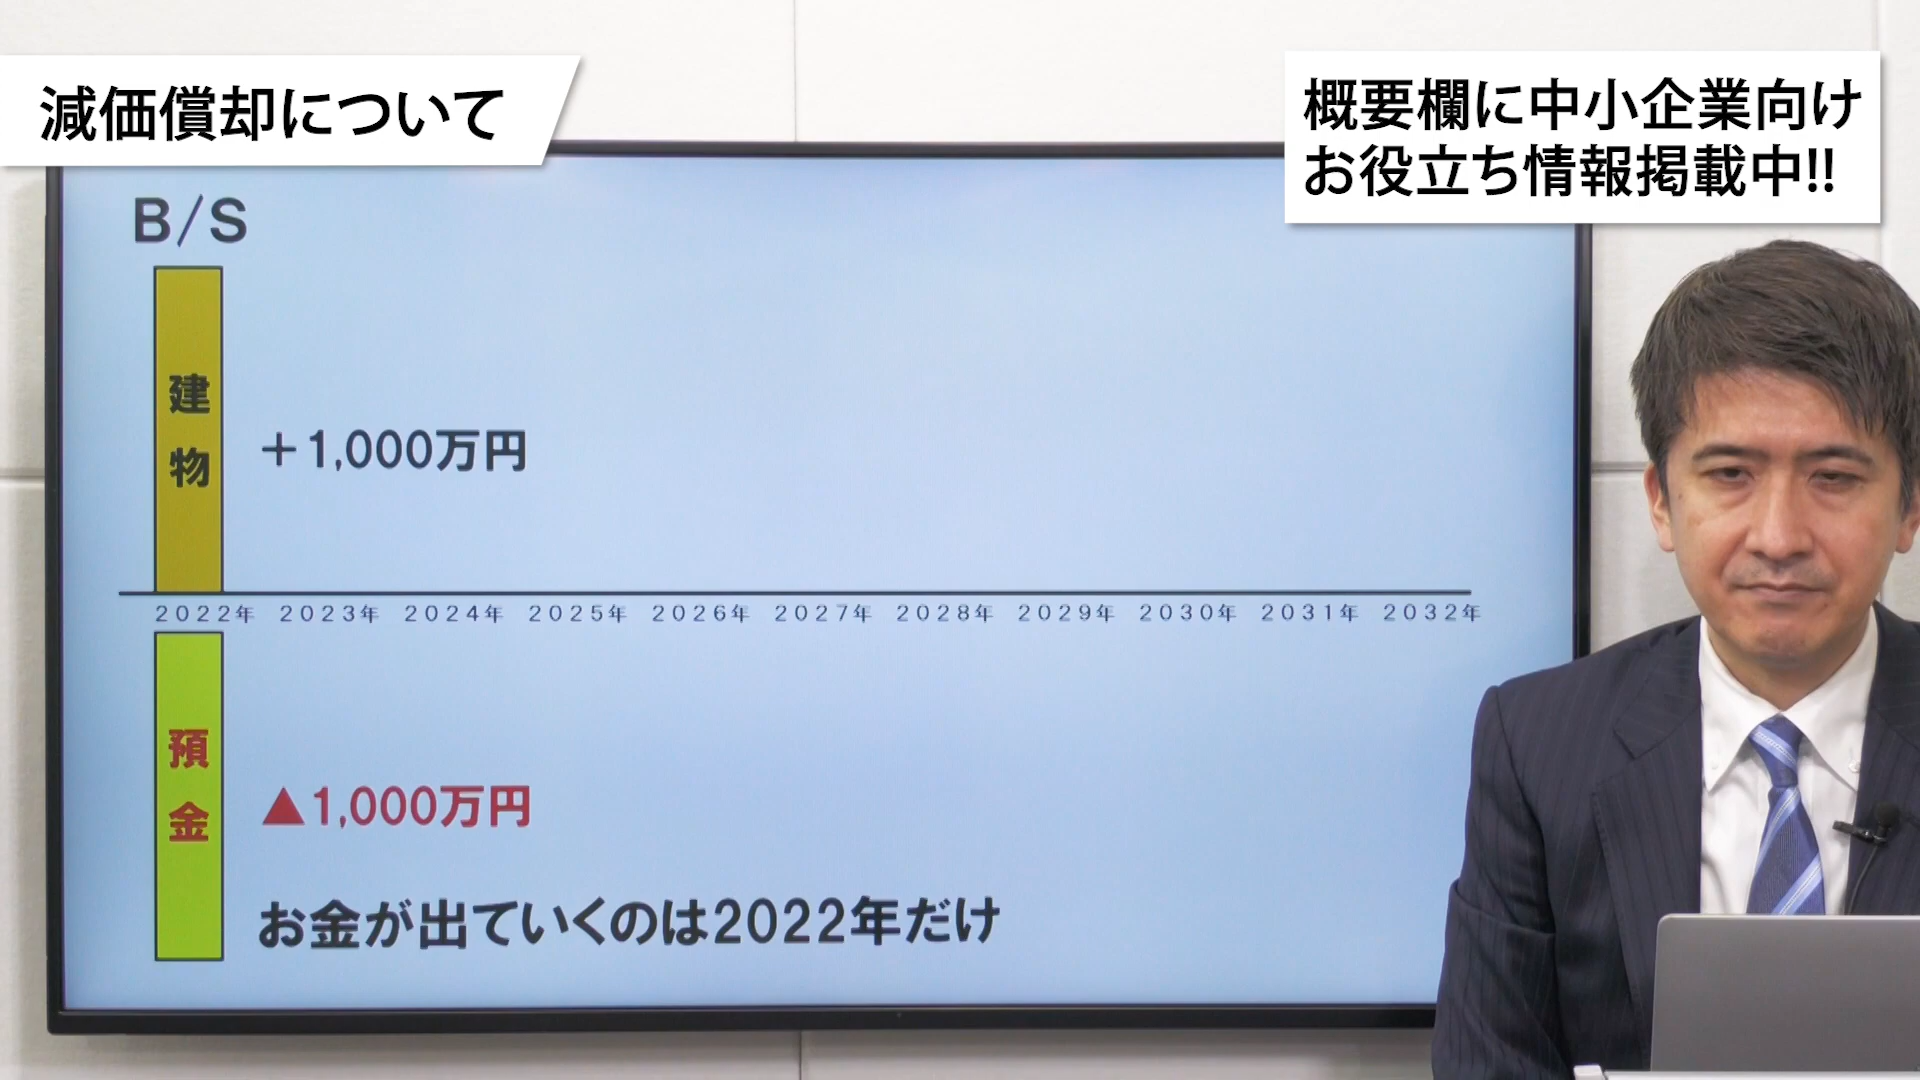 減価償却について
概要欄に中小企業向け
お役立ち情報掲載中!!
B/S
建物
＋1,000万円
2022年 2023年 2024年 2025年 2026年 2027年 2028年 2029年 2030年 2031年 2032年
預金
▲1,000万円
お金が出ていくのは2022年だけ